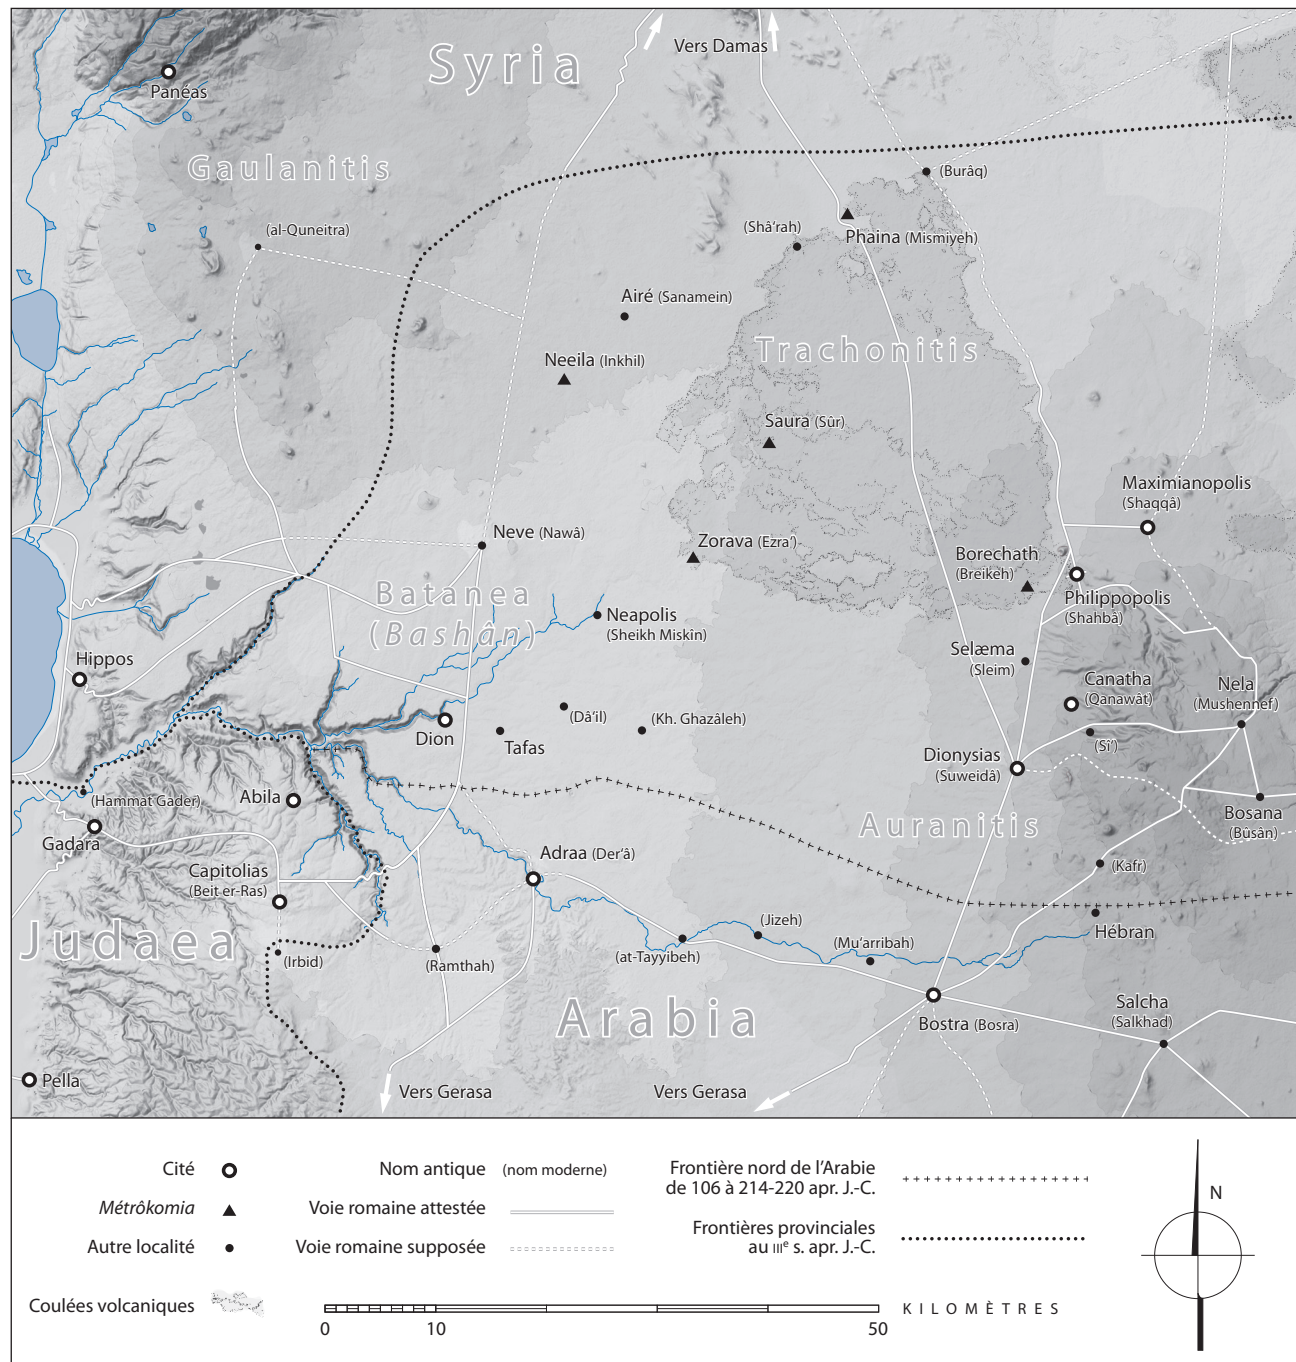 Syria
Vers Damas
Panéas
Gaulanitis
(Burâq)
(al-Quneitra)
(Shâ‘rah)
Phaina (Mismiyeh)
Airé (Sanamein)
Trachonitis
Neeila (Inkhil)
Saura (Sûr)
Maximianopolis
(Shaqqâ)
Neve (Nawâ)
Zorava (Ezra‘)
Borechath
(Breikeh)
Batanea
(Bashân)
Philippopolis
(Shahbâ)
Neapolis
(Sheikh Miskîn)
Selæma
(Sleim)
Hippos
Canatha
(Qanawât)
Nela
(Mushennef)
(Dâ‘il)
(Kh. Ghazâleh)
Dion
Tafas
(Sî‘)
Dionysias
(Suweidâ)
Abila
(Hammat Gader)
Bosana
(Bûsân)
Gadara
Auranitis
Adraa (Der‘â)
(Kafr)
Capitolias
(Beit er-Ras)
Judaea
(Jizeh)
Hébran
(Irbid)
(Ramthah)
(at-Tayyibeh)
(Mu‘arribah)
Arabia
Salcha
(Salkhad)
Bostra (Bosra)
Pella
Vers Gerasa
Vers Gerasa
Cité
Nom antique (nom moderne)
Frontière nord de l’Arabie
de 106 à 214-220 apr. J.-C.
Métrôkomia
Voie romaine attestée
Autre localité
Voie romaine supposée
Frontières provinciales
au IIIe s. apr. J.-C.
N
Coulées volcaniques
KILOMÈTRES
0 10 50